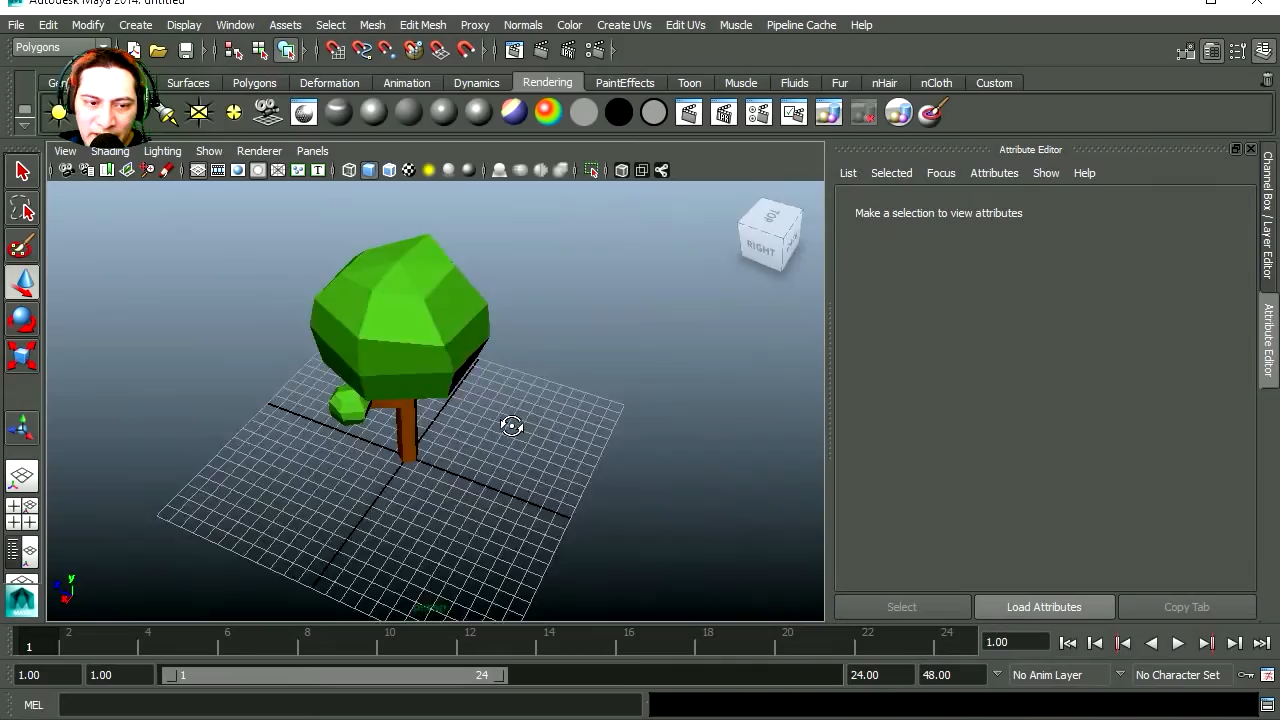 Autodesk Maya 2014: untitled
File Edit Modify Create Display Window Assets Select Mesh Edit Mesh Proxy Normals Color Create UVs Edit UVs Muscle Pipeline Cache Help
Polygons
Surfaces Polygons Deformation Animation Dynamics Rendering PaintEffects Toon Muscle Fluids Fur nHair nCloth Custom
View Shading Lighting Show Renderer Panels
Attribute Editor
List Selected Focus Attributes Show Help
Make a selection to view attributes
TOP
RIGHT
Channel Box / Layer Editor
Attribute Editor
y
x
Select Load Attributes Copy Tab
1 2 4 6 8 10 12 14 16 18 20 22 24 1.00
1.00 1.00 1 24 24.00 48.00 No Anim Layer No Character Set
MEL